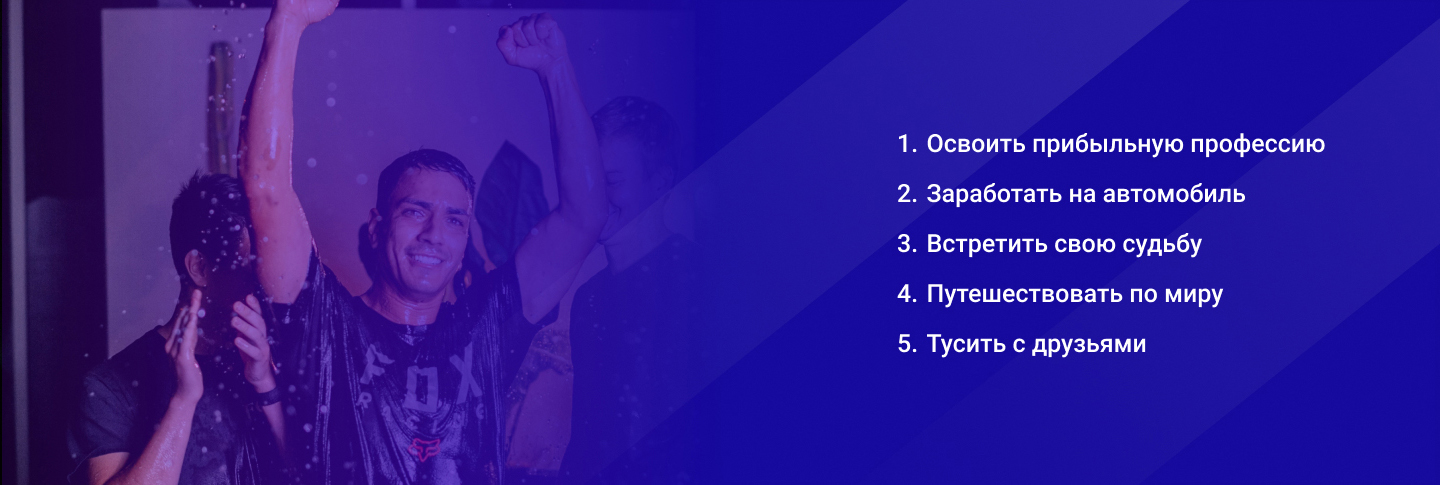 FOX
1. Освоить прибыльную профессию
2. Заработать на автомобиль
3. Встретить свою судьбу
4. Путешествовать по миру
5. Тусить с друзьями